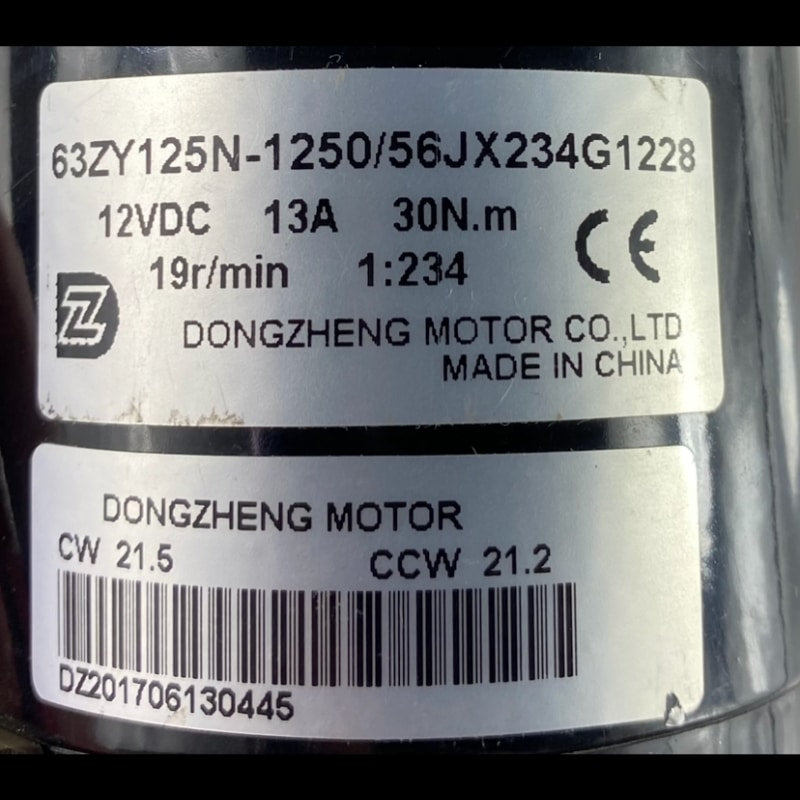 63ZY125N-1250/56JX234G1228
12VDC 13A 30N.m
19r/min 1:234
CE
DONGZHENG MOTOR CO.,LTD
MADE IN CHINA
DONGZHENG MOTOR
CW 21.5 CCW 21.2
DZ201706130445